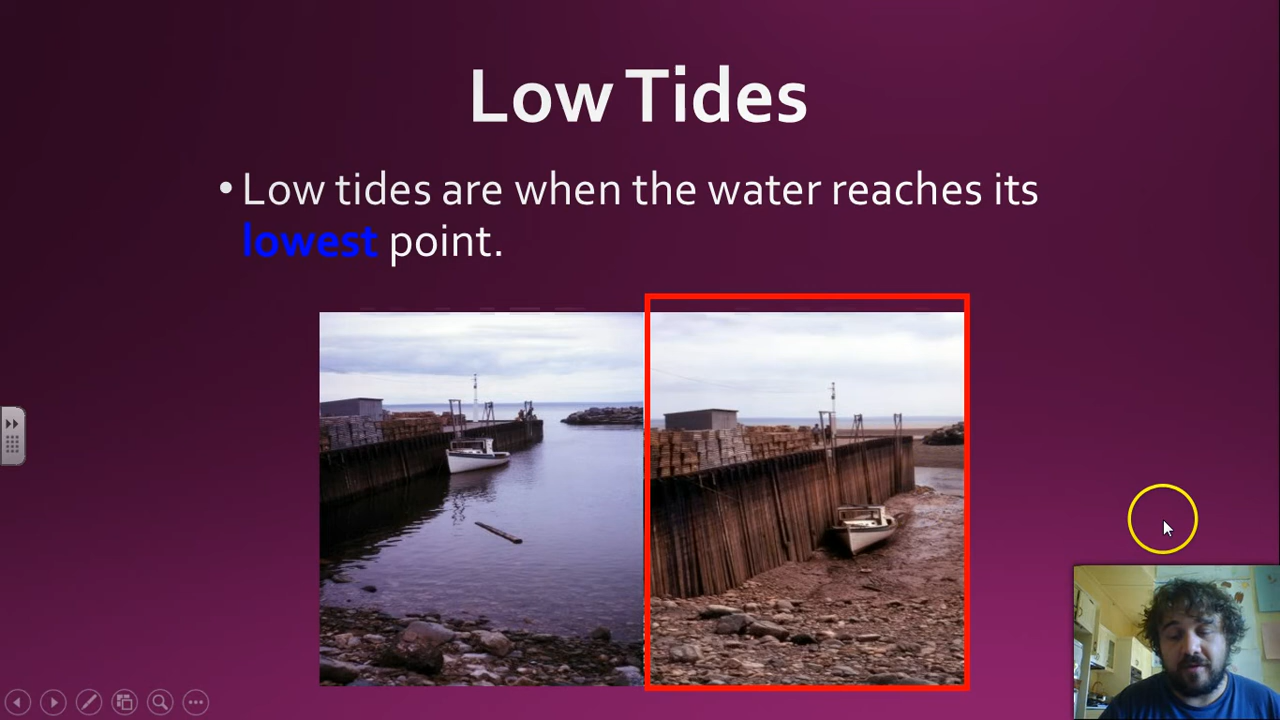 Low Tides
• Low tides are when the water reaches its
lowest point.